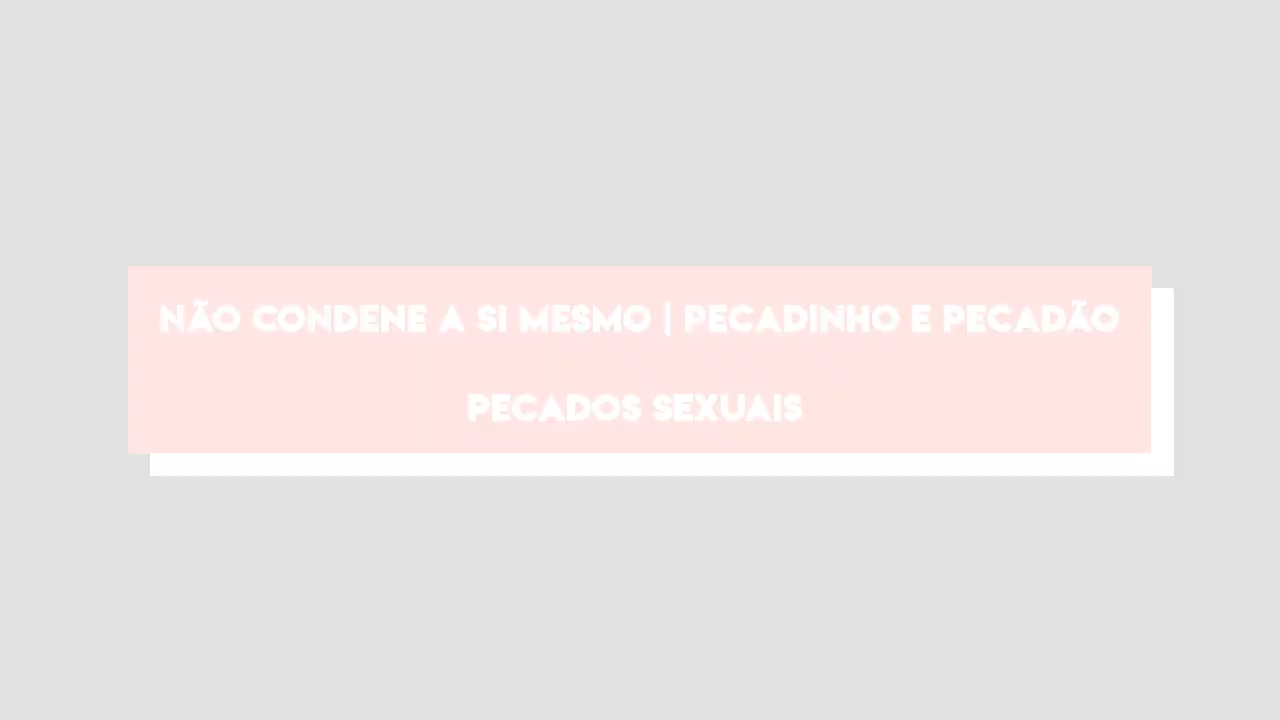 NÃO CONDENE A SI MESMO | PECADINHO E PECADÃO
PECADOS SEXUAIS